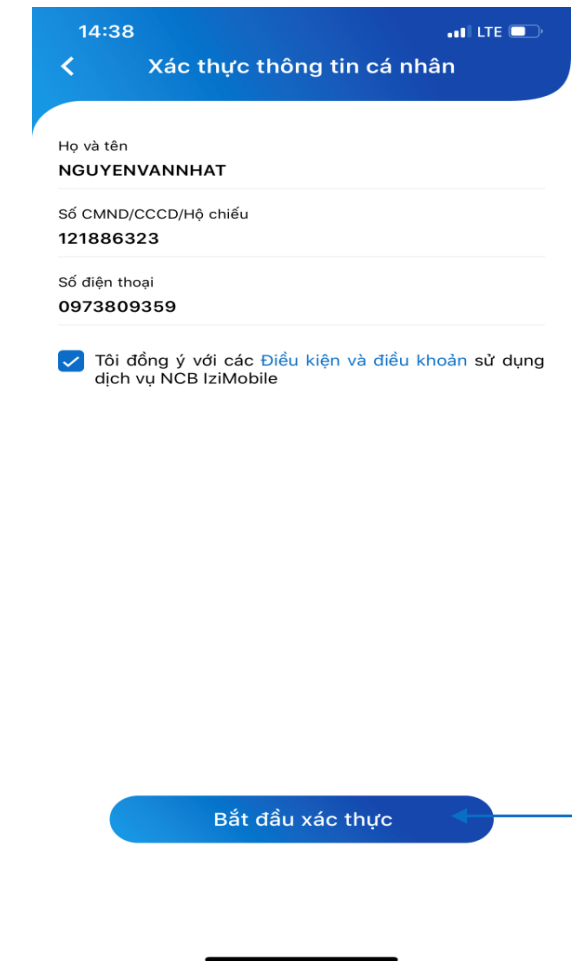 14:38
LTE
Xác thực thông tin cá nhân
Họ và tên
NGUYENVANNHAT
Số CMND/CCCD/Hộ chiếu
121886323
Số điện thoại
0973809359
Tôi đồng ý với các Điều kiện và điều khoản sử dụng
dịch vụ NCB IziMobile
Bắt đầu xác thực